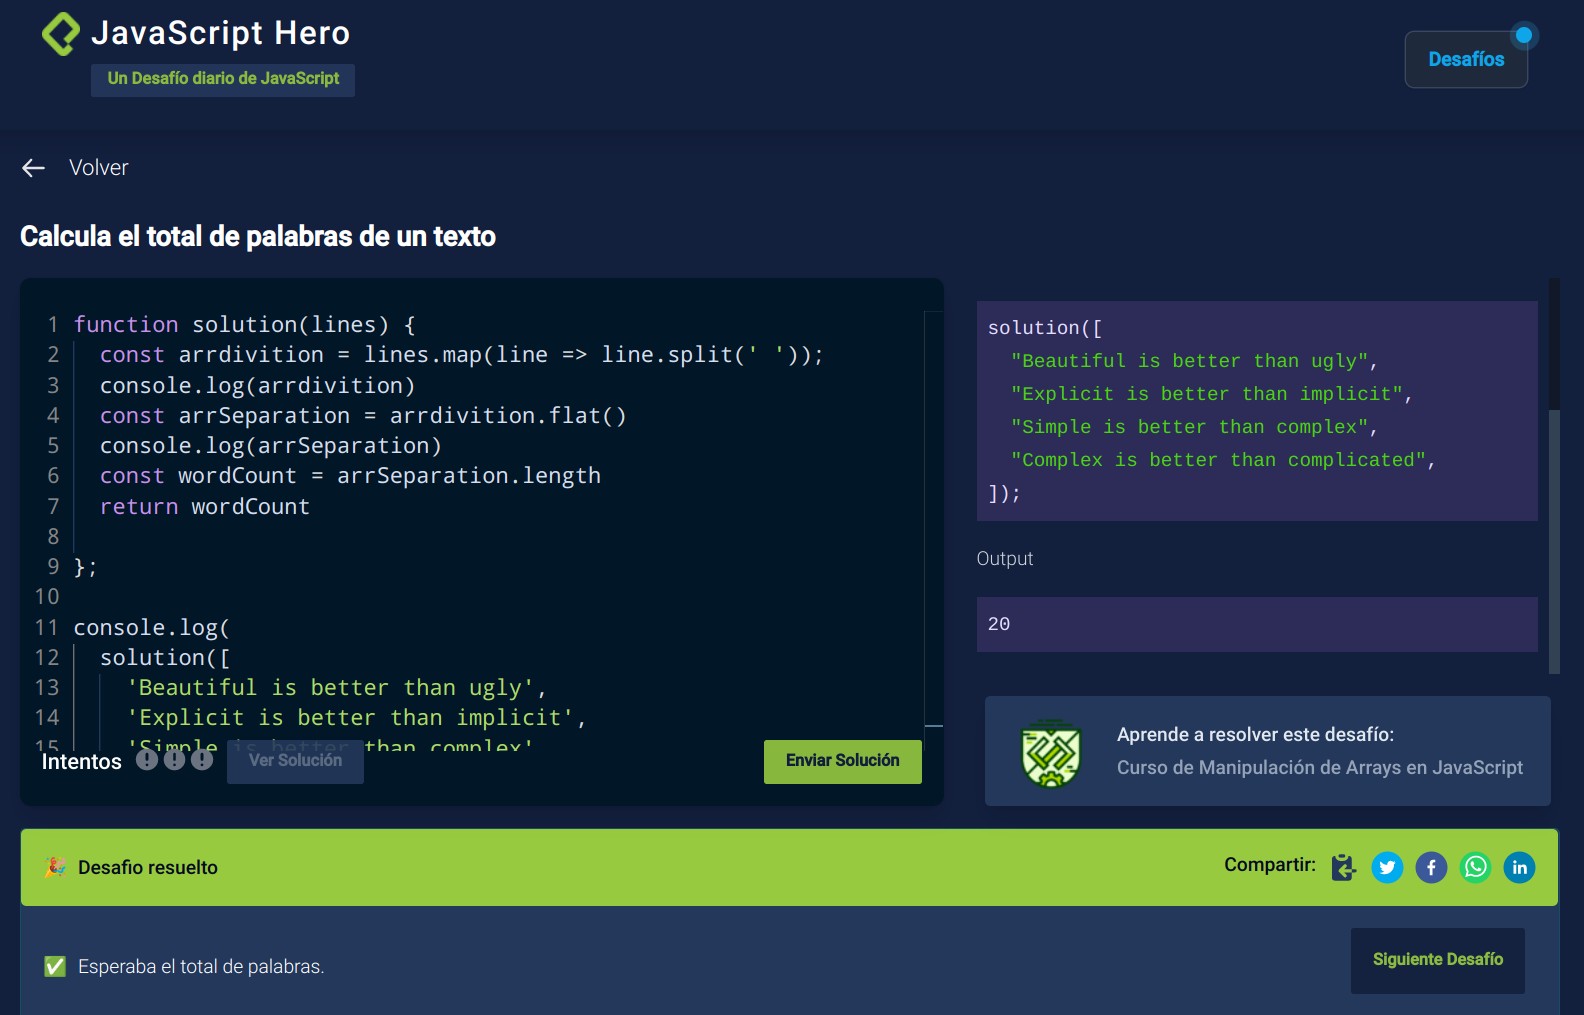 JavaScript Hero
Un Desafío diario de JavaScript
Desafíos
Volver
Calcula el total de palabras de un texto
1 function solution(lines) {
2 const arrdivition = lines.map(line => line.split(' '));
3 console.log(arrdivition)
4 const arrSeparation = arrdivition.flat()
5 console.log(arrSeparation)
6 const wordCount = arrSeparation.length
7 return wordCount
8
9 };
10
11 console.log(
12 solution([
13 'Beautiful is better than ugly',
14 'Explicit is better than implicit',
15 'Simple is better than complex'
Intentos
Ver Solución
Enviar Solución
solution([
"Beautiful is better than ugly",
"Explicit is better than implicit",
"Simple is better than complex",
"Complex is better than complicated",
]);
Output
20
Aprende a resolver este desafío:
Curso de Manipulación de Arrays en JavaScript
Desafio resuelto
Compartir:
Esperaba el total de palabras.
Siguiente Desafío